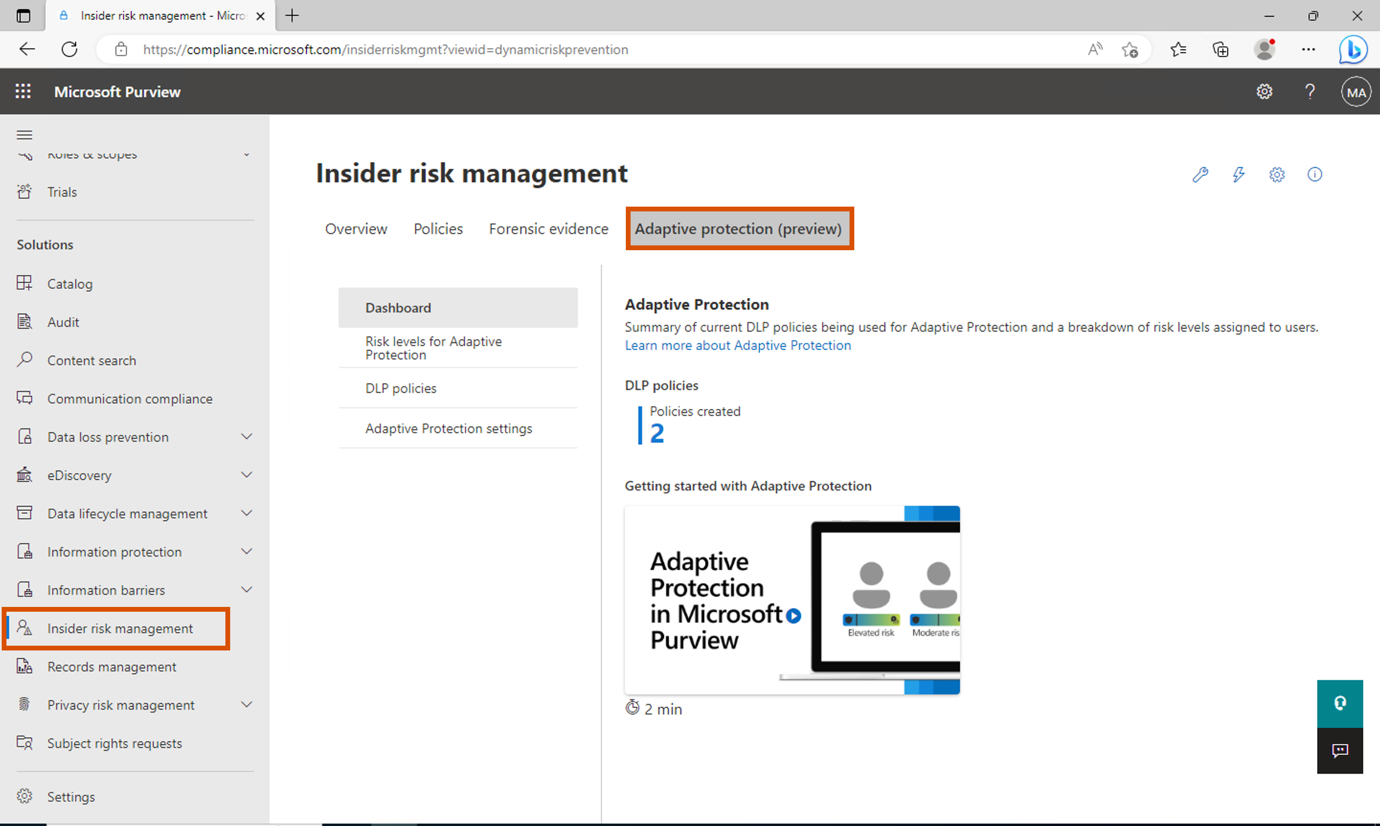 Insider risk management - Micro
https://compliance.microsoft.com/insiderriskmgmt?viewid=dynamicriskprevention
Microsoft Purview
MA
Roles & scopes
Trials
Solutions
Catalog
Audit
Content search
Communication compliance
Data loss prevention
eDiscovery
Data lifecycle management
Information protection
Information barriers
Insider risk management
Records management
Privacy risk management
Subject rights requests
Settings
Insider risk management
Overview
Policies
Forensic evidence
Adaptive protection (preview)
Dashboard
Risk levels for Adaptive
Protection
DLP policies
Adaptive Protection settings
Adaptive Protection
Summary of current DLP policies being used for Adaptive Protection and a breakdown of risk levels assigned to users.
Learn more about Adaptive Protection
DLP policies
Policies created
2
Getting started with Adaptive Protection
Adaptive
Protection
in Microsoft
Purview
Elevated risk
Moderate ris
2 min